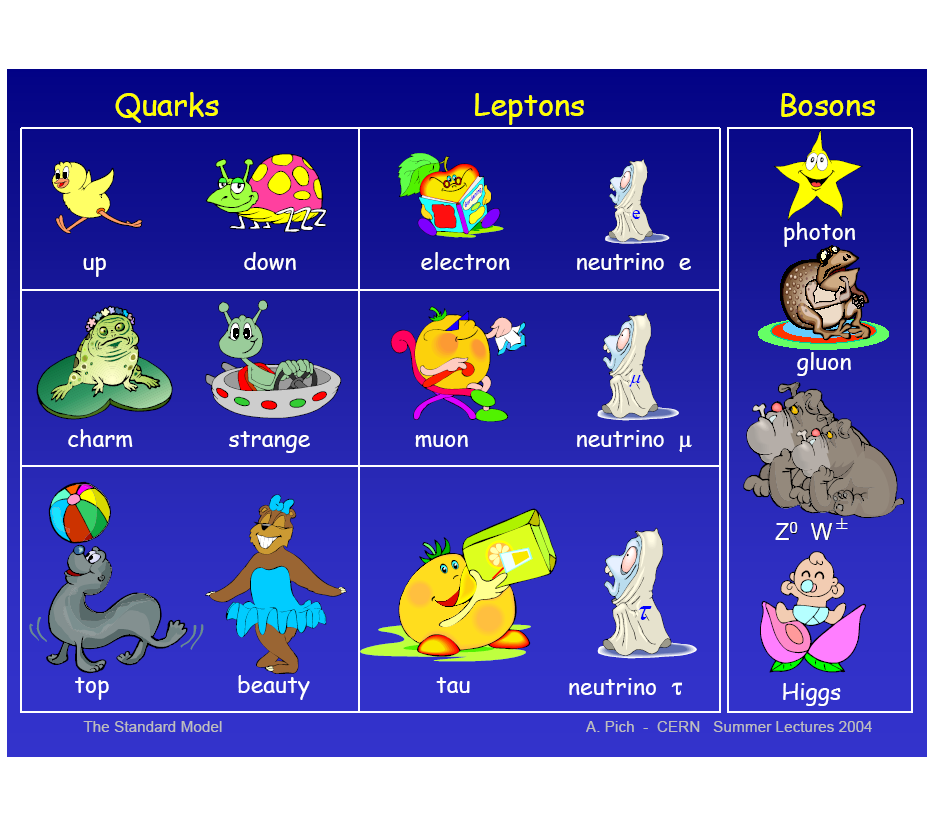 Quarks
Leptons
Bosons
up
down
electron
e
neutrino e
photon
gluon
charm
strange
muon
μ
neutrino μ
Z⁰ W±
top
beauty
tau
τ
neutrino τ
Higgs
The Standard Model
A. Pich - CERN Summer Lectures 2004